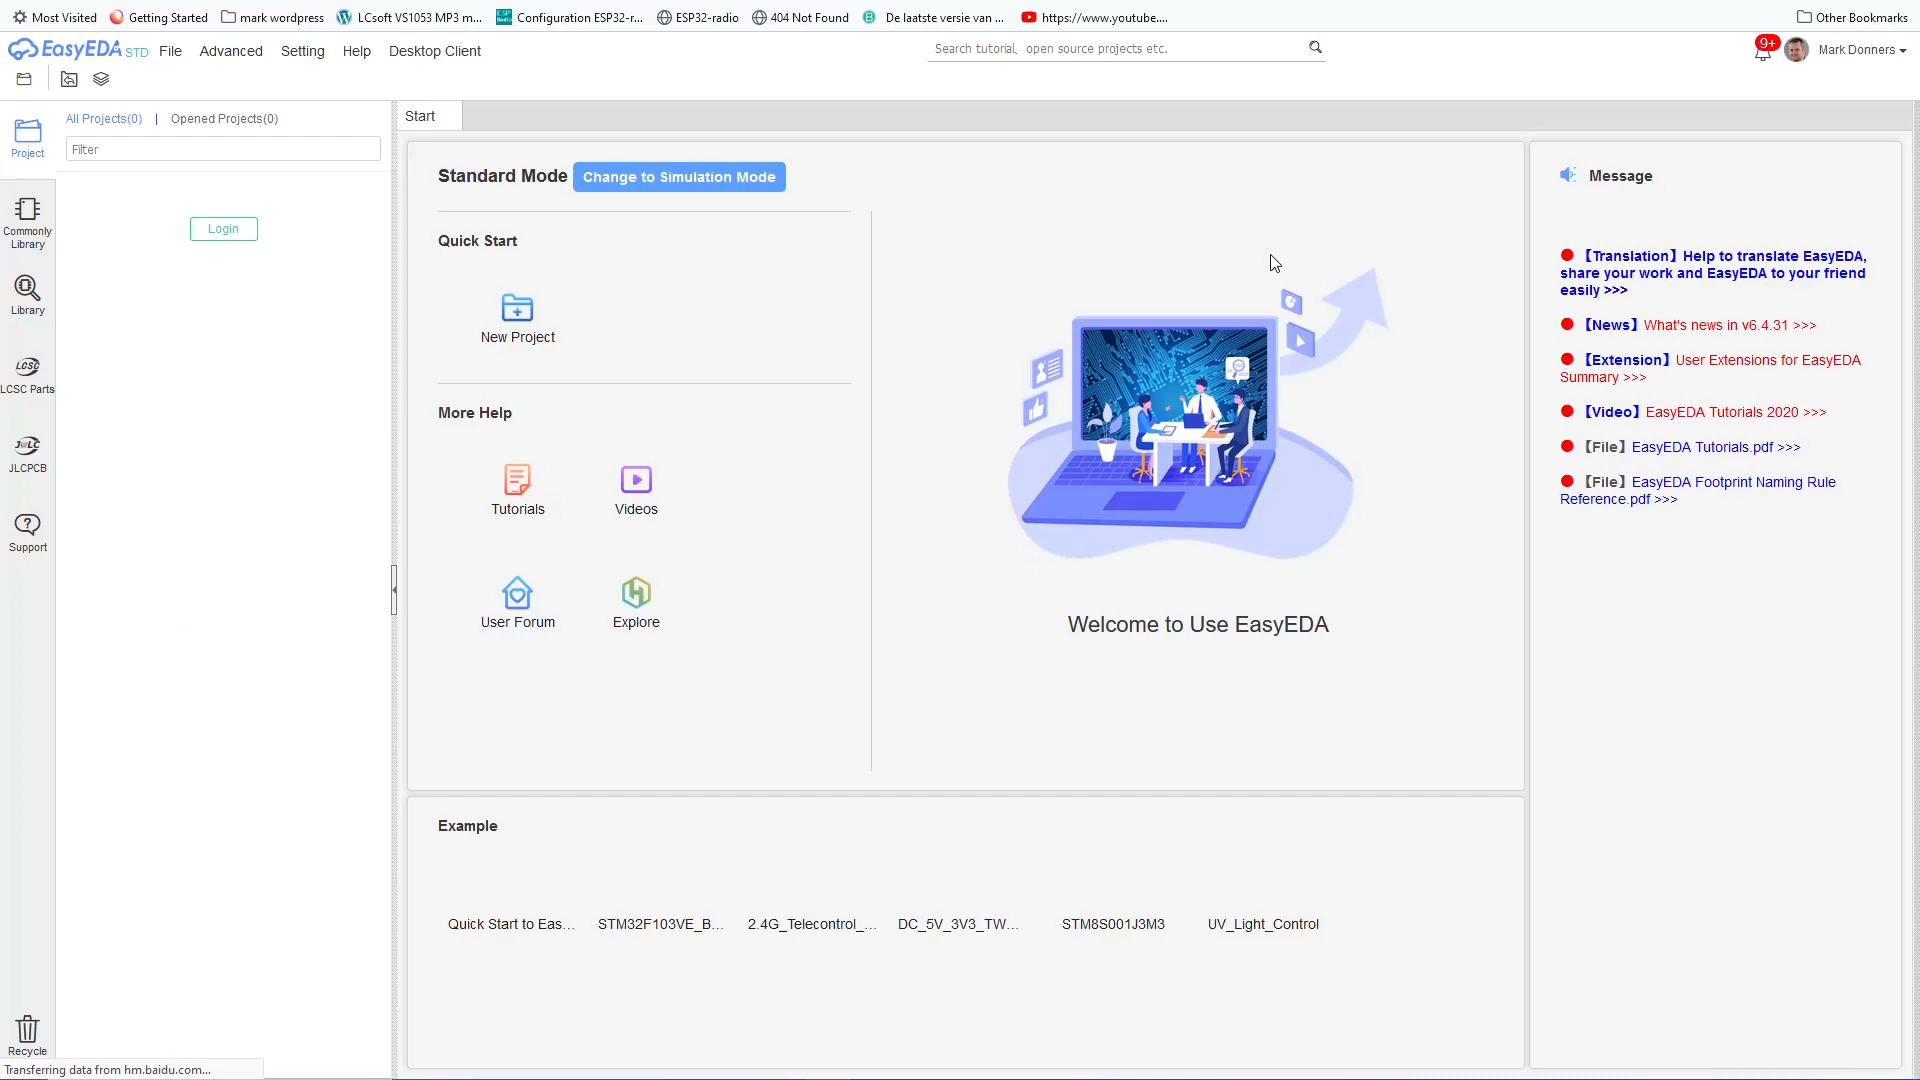 Most Visited Getting Started mark wordpress LCsoft VS1053 MP3 m... Configuration ESP32-r... ESP32-radio 404 Not Found De laatste versie van ... https://www.youtube.... Other Bookmarks
EasyEDA STD File Advanced Setting Help Desktop Client Search tutorial, open source projects etc. 9+ Mark Donners
All Projects(0) | Opened Projects(0) Start
Project
Filter
Login
Commonly
Library
Library
LCSC
LCSC Parts
JLCPCB
Support
Recycle
Standard Mode Change to Simulation Mode
Quick Start
New Project
More Help
Tutorials Videos
User Forum Explore
Welcome to Use EasyEDA
Message
【Translation】Help to translate EasyEDA,
share your work and EasyEDA to your friend
easily >>>
【News】What's news in v6.4.31 >>>
【Extension】User Extensions for EasyEDA
Summary >>>
【Video】EasyEDA Tutorials 2020 >>>
【File】EasyEDA Tutorials.pdf >>>
【File】EasyEDA Footprint Naming Rule
Reference.pdf >>>
Example
Quick Start to Eas... STM32F103VE_B... 2.4G_Telecontrol_... DC_5V_3V3_TW... STM8S001J3M3 UV_Light_Control
Transferring data from hm.baidu.com...